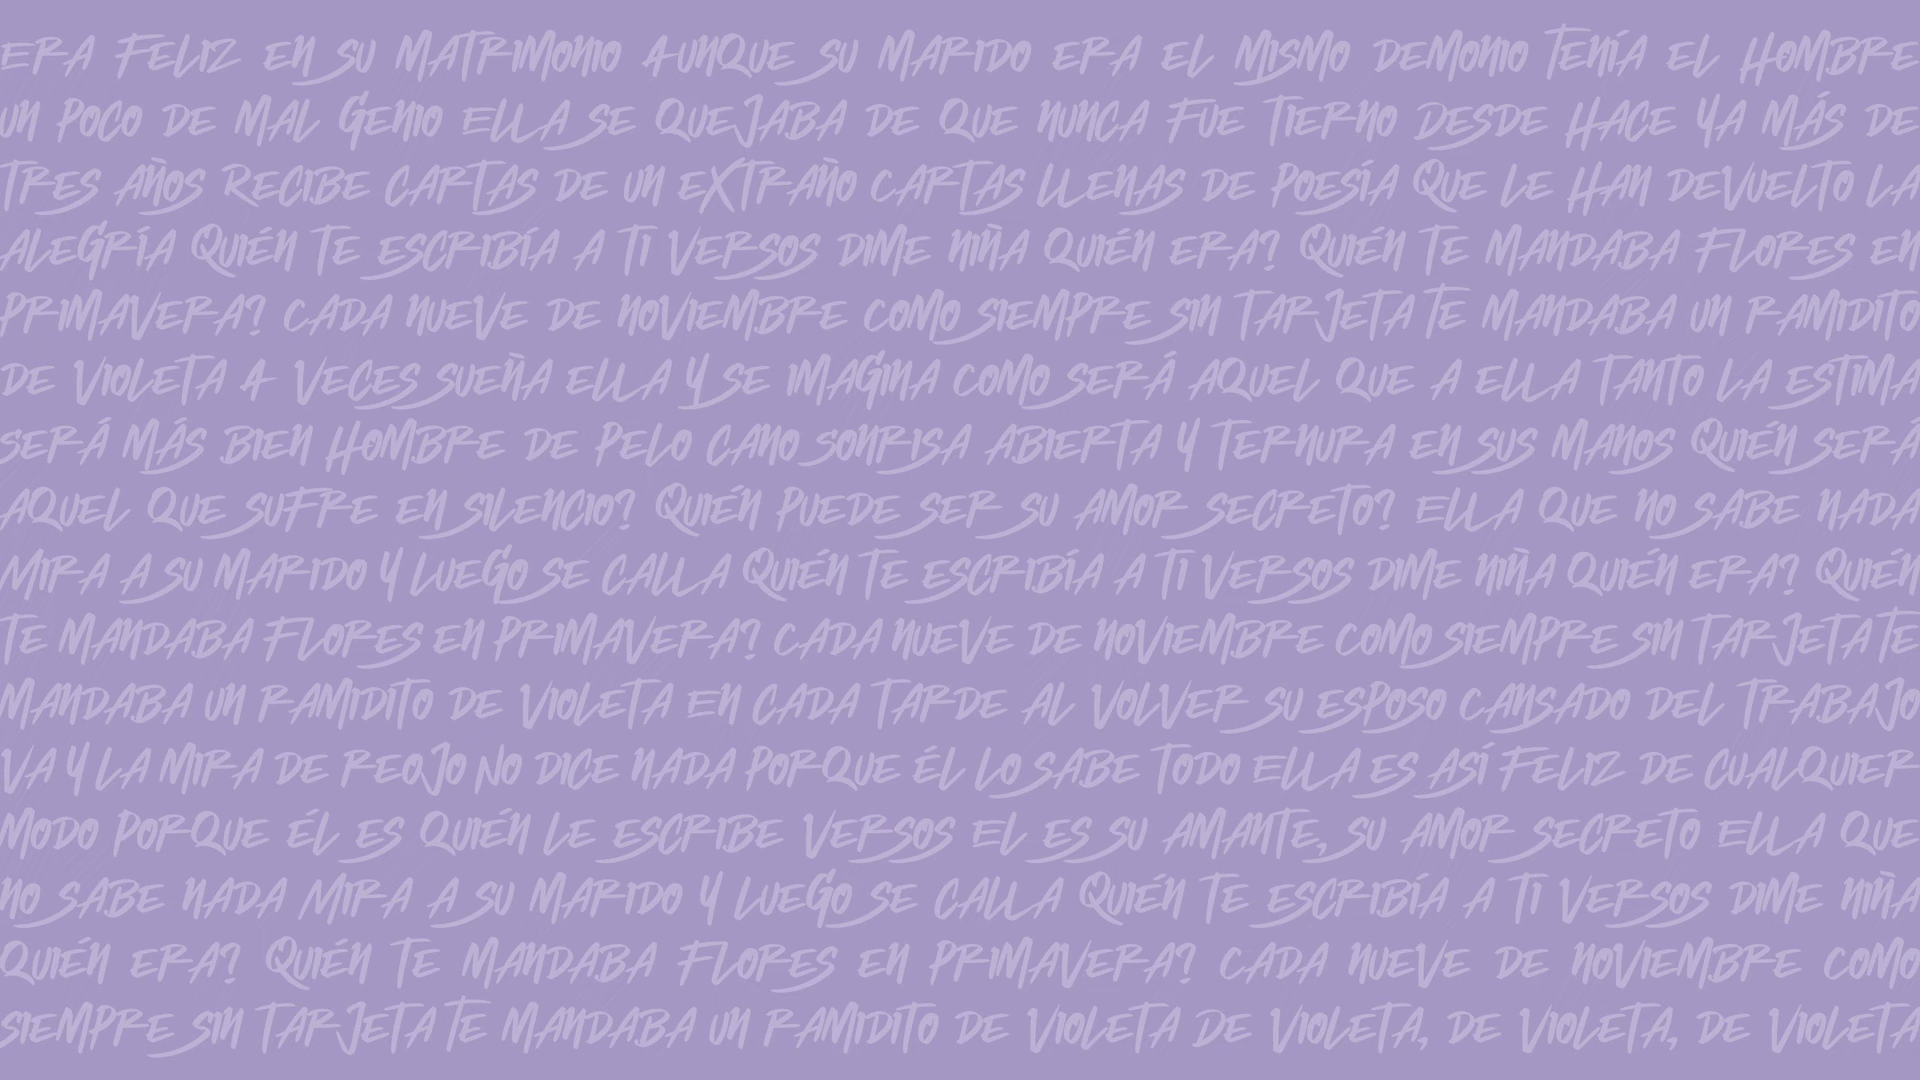 ERA FELIZ EN SU MATRIMONIO AUNQUE SU MARIDO ERA EL MISMO DEMONIO TENÍA EL HOMBRE
UN POCO DE MAL GENIO ELLA SE QUEJABA DE QUE NUNCA FUE TIERNO DESDE HACE YA MÁS DE
TRES AÑOS RECIBE CARTAS DE UN EXTRAÑO CARTAS LLENAS DE POESÍA QUE LE HAN DEVUELTO LA
ALEGRÍA QUIÉN TE ESCRIBÍA A TI VERSOS DIME NIÑA QUIÉN ERA? QUIÉN TE MANDABA FLORES EN
PRIMAVERA? CADA NUEVE DE NOVIEMBRE COMO SIEMPRE SIN TARJETA TE MANDABA UN RAMIDITO
DE VIOLETA A VECES SUEÑA ELLA Y SE IMAGINA COMO SERÁ AQUEL QUE A ELLA TANTO LA ESTIMA
SERÁ MÁS BIEN HOMBRE DE PELO CANO SONRISA ABIERTA Y TERNURA EN SUS MANOS QUIÉN SERÁ
AQUEL QUE SUFRE EN SILENCIO? QUIÉN PUEDE SER SU AMOR SECRETO? ELLA QUE NO SABE NADA
MIRA A SU MARIDO Y LUEGO SE CALLA QUIÉN TE ESCRIBÍA A TI VERSOS DIME NIÑA QUIÉN ERA? QUIÉN
TE MANDABA FLORES EN PRIMAVERA? CADA NUEVE DE NOVIEMBRE COMO SIEMPRE SIN TARJETA TE
MANDABA UN RAMIDITO DE VIOLETA EN CADA TARDE AL VOLVER SU ESPOSO CANSADO DEL TRABAJO
VA Y LA MIRA DE REOJO NO DICE NADA PORQUE ÉL LO SABE TODO ELLA ES ASÍ FELIZ DE CUALQUIER
MODO PORQUE ÉL ES QUIÉN LE ESCRIBE VERSOS EL ES SU AMANTE, SU AMOR SECRETO ELLA QUE
NO SABE NADA MIRA A SU MARIDO Y LUEGO SE CALLA QUIÉN TE ESCRIBÍA A TI VERSOS DIME NIÑA
QUIÉN ERA? QUIÉN TE MANDABA FLORES EN PRIMAVERA? CADA NUEVE DE NOVIEMBRE COMO
SIEMPRE SIN TARJETA TE MANDABA UN RAMIDITO DE VIOLETA DE VIOLETA, DE VIOLETA, DE VIOLETA